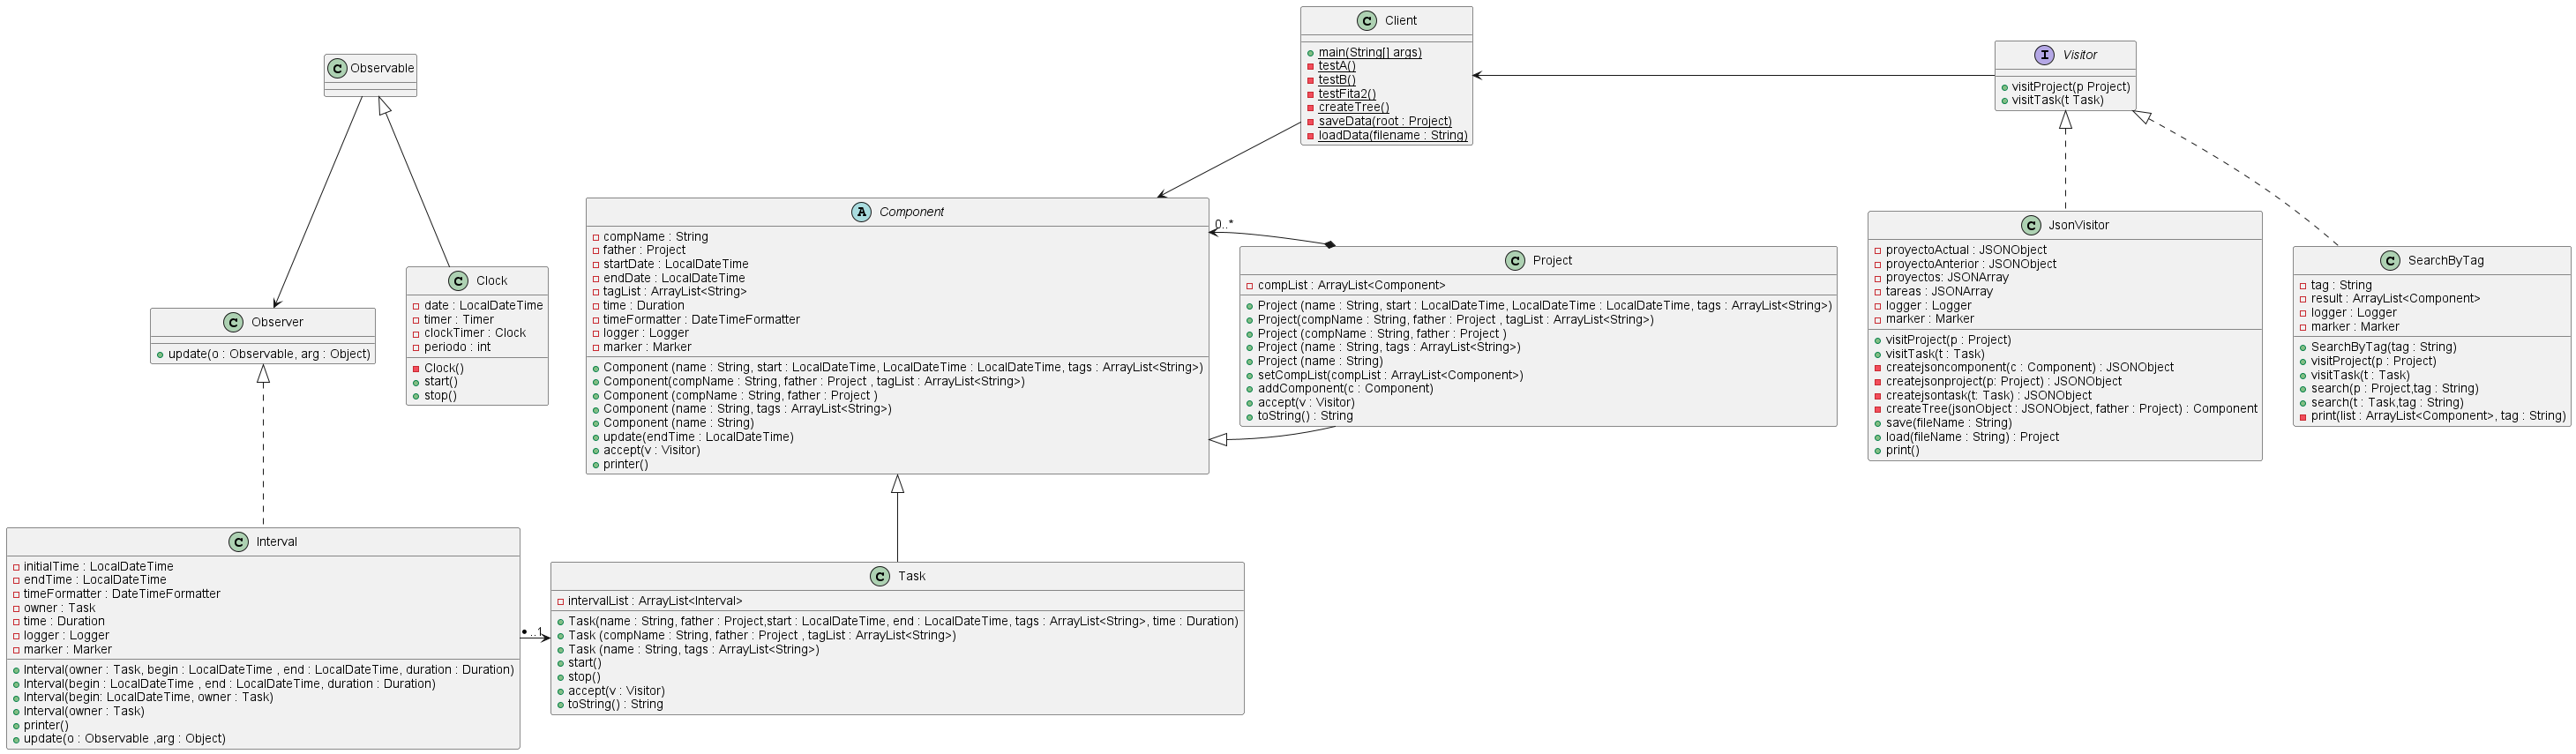 Client
main(String[] args)
testA()
testB()
testFita2()
createTree()
saveData(root : Project)
loadData(filename : String)
Visitor
visitProject(p Project)
visitTask(t Task)
Observable
Component
compName : String
father : Project
startDate : LocalDateTime
endDate : LocalDateTime
tagList : ArrayList<String>
time : Duration
timeFormatter : DateTimeFormatter
logger : Logger
marker : Marker
Component (name : String, start : LocalDateTime, LocalDateTime : LocalDateTime, tags : ArrayList<String>)
Component(compName : String, father : Project , tagList : ArrayList<String>)
Component (compName : String, father : Project )
Component (name : String, tags : ArrayList<String>)
Component (name : String)
update(endTime : LocalDateTime)
accept(v : Visitor)
printer()
0..*
Project
compList : ArrayList<Component>
Project (name : String, start : LocalDateTime, LocalDateTime : LocalDateTime, tags : ArrayList<String>)
Project(compName : String, father : Project , tagList : ArrayList<String>)
Project (compName : String, father : Project )
Project (name : String, tags : ArrayList<String>)
Project (name : String)
setCompList(compList : ArrayList<Component>)
addComponent(c : Component)
accept(v : Visitor)
toString() : String
JsonVisitor
proyectoActual : JSONObject
proyectoAnterior : JSONObject
proyectos: JSONArray
tareas : JSONArray
logger : Logger
marker : Marker
visitProject(p : Project)
visitTask(t : Task)
createjsoncomponent(c : Component) : JSONObject
createjsonproject(p: Project) : JSONObject
createjsontask(t: Task) : JSONObject
createTree(jsonObject : JSONObject, father : Project) : Component
save(fileName : String)
load(fileName : String) : Project
print()
SearchByTag
tag : String
result : ArrayList<Component>
logger : Logger
marker : Marker
SearchByTag(tag : String)
visitProject(p : Project)
visitTask(t : Task)
search(p : Project,tag : String)
search(t : Task,tag : String)
print(list : ArrayList<Component>, tag : String)
Clock
date : LocalDateTime
timer : Timer
clockTimer : Clock
periodo : int
Clock()
start()
stop()
Observer
update(o : Observable, arg : Object)
Interval
initialTime : LocalDateTime
endTime : LocalDateTime
timeFormatter : DateTimeFormatter
owner : Task
time : Duration
logger : Logger
marker : Marker
Interval(owner : Task, begin : LocalDateTime , end : LocalDateTime, duration : Duration)
Interval(begin : LocalDateTime , end : LocalDateTime, duration : Duration)
Interval(begin: LocalDateTime, owner : Task)
Interval(owner : Task)
printer()
update(o : Observable ,arg : Object)
•..1
Task
intervalList : ArrayList<Interval>
Task(name : String, father : Project,start : LocalDateTime, end : LocalDateTime, tags : ArrayList<String>, time : Duration)
Task (compName : String, father : Project , tagList : ArrayList<String>)
Task (name : String, tags : ArrayList<String>)
start()
stop()
accept(v : Visitor)
toString() : String